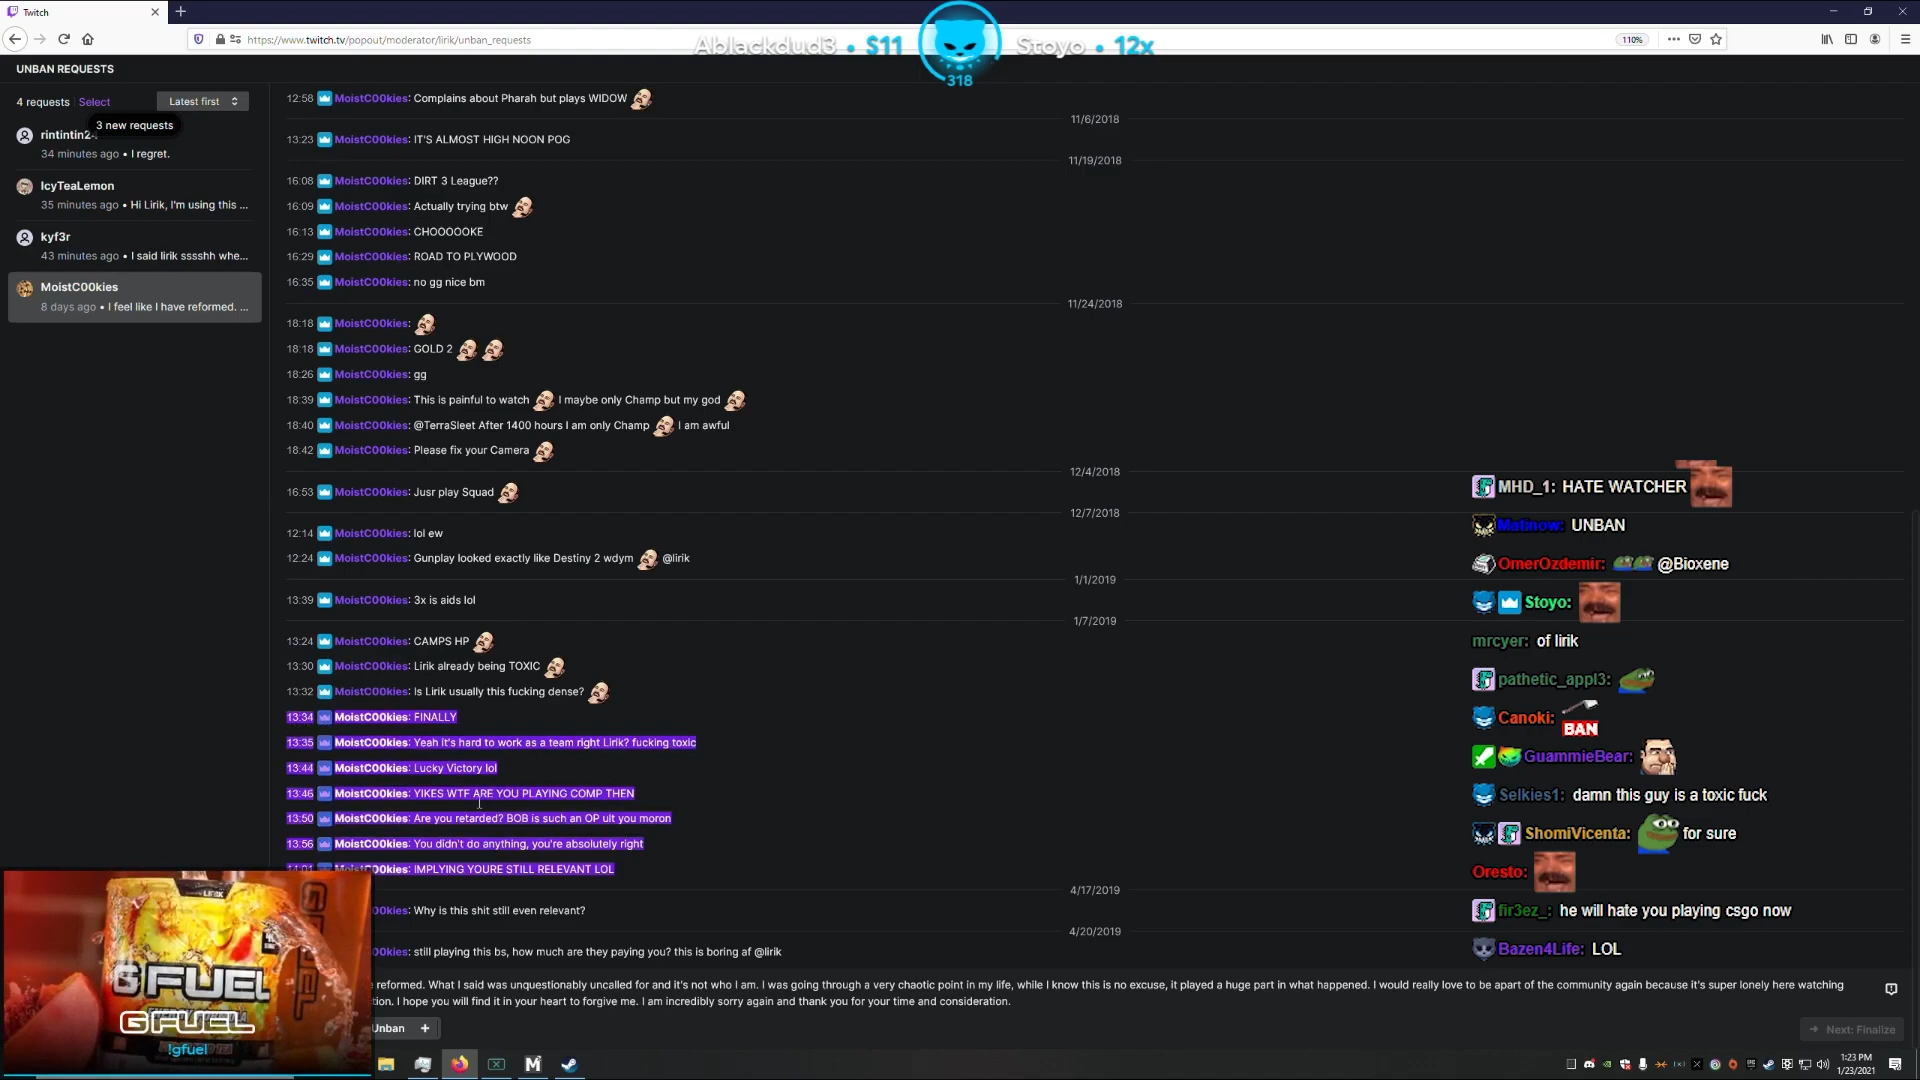 Twitch
https://www.twitch.tv/popout/moderator/lirik/unban_requests
110%
Ablackdud3 • $11
318
Stoyo • 12x
UNBAN REQUESTS
4 requests Select
Latest first
3 new requests
34 minutes ago • I regret.
IcyTeaLemon
35 minutes ago • Hi Lirik, I'm using this ...
kyf3r
43 minutes ago • I said lirik sssshh whe...
MoistC00kies
8 days ago • I feel like I have reformed. ...
12:58 MoistC00kies: Complains about Pharah but plays WIDOW
11/6/2018
13:23 MoistC00kies: IT'S ALMOST HIGH NOON POG
11/19/2018
16:08 MoistC00kies: DIRT 3 League??
16:09 MoistC00kies: Actually trying btw
16:13 MoistC00kies: CHOOOOOKE
16:29 MoistC00kies: ROAD TO PLYWOOD
16:35 MoistC00kies: no gg nice bm
11/24/2018
18:18 MoistC00kies:
18:18 MoistC00kies: GOLD 2
18:26 MoistC00kies: gg
18:39 MoistC00kies: This is painful to watch I maybe only Champ but my god
18:40 MoistC00kies: @TerraSleet After 1400 hours I am only Champ I am awful
18:42 MoistC00kies: Please fix your Camera
12/4/2018
16:53 MoistC00kies: Jusr play Squad
12/7/2018
12:14 MoistC00kies: lol ew
12:24 MoistC00kies: Gunplay looked exactly like Destiny 2 wdym @lirik
1/1/2019
13:39 MoistC00kies: 3x is aids lol
1/7/2019
13:24 MoistC00kies: CAMPS HP
13:30 MoistC00kies: Lirik already being TOXIC
13:32 MoistC00kies: Is Lirik usually this fucking dense?
13:34 MoistC00kies: FINALLY
13:35 MoistC00kies: Yeah it's hard to work as a team right Lirik? fucking toxic
13:44 MoistC00kies: Lucky Victory lol
13:46 MoistC00kies: YIKES WTF ARE YOU PLAYING COMP THEN
13:50 MoistC00kies: Are you retarded? BOB is such an OP ult you moron
13:56 MoistC00kies: You didn't do anything, you're absolutely right
14:01 MoistC00kies: IMPLYING YOURE STILL RELEVANT LOL
4/17/2019
00kies: Why is this shit still even relevant?
4/20/2019
00kies: still playing this bs, how much are they paying you? this is boring af @lirik
reformed. What I said was unquestionably uncalled for and it's not who I am. I was going through a very chaotic point in my life, while I know this is no excuse, it played a huge part in what happened. I would really love to be apart of the community again because it's super lonely here watching
tion. I hope you will find it in your heart to forgive me. I am incredibly sorry again and thank you for your time and consideration.
Unban +
Next: Finalize
MHD_1: HATE WATCHER
Matinow: UNBAN
OmerOzdemir: @Bioxene
Stoyo:
mrcyer: of lirik
pathetic_appl3:
Canoki: BAN
GuammieBear:
Selkies1: damn this guy is a toxic fuck
ShomiVicenta: for sure
Oresto:
fir3ez_: he will hate you playing csgo now
Bazen4Life: LOL
LIRIK
G FUEL
G FUEL
!gfuel
1:23 PM
1/23/2021